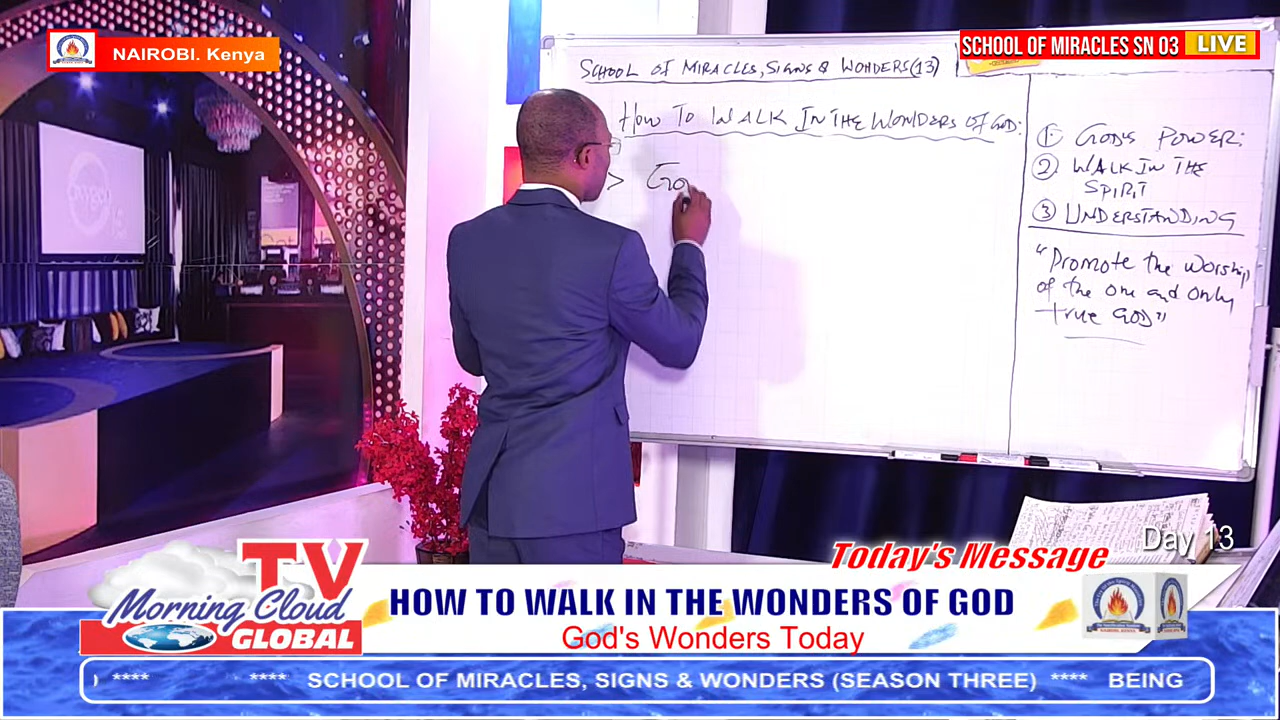 NAIROBI. Kenya
SCHOOL OF MIRACLES SN 03 LIVE
SCHOOL OF MIRACLES, SIGNS & WONDERS (13)
HOW TO WALK IN THE WONDERS OF GOD:
> Go
① GOD'S POWER:
② WALK IN THE
SPIRIT
③ UNDERSTANDING
"Promote the worship
of the one and only
true GOD"
Day 13
Today's Message
TV
Morning Cloud
GLOBAL
HOW TO WALK IN THE WONDERS OF GOD
God's Wonders Today
) **** **** SCHOOL OF MIRACLES, SIGNS & WONDERS (SEASON THREE) **** BEING